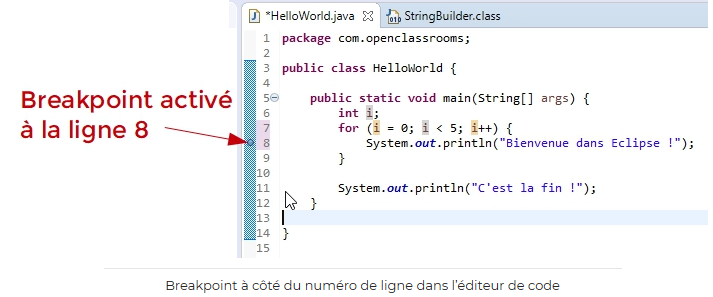 *HelloWorld.java
StringBuilder.class
1 package com.openclassrooms;
2
3 public class HelloWorld {
4
5 public static void main(String[] args) {
6 int i;
7 for (i = 0; i < 5; i++) {
8 System.out.println("Bienvenue dans Eclipse !");
9 }
10
11 System.out.println("C'est la fin !");
12 }
13
14 }
15
Breakpoint activé
à la ligne 8
Breakpoint à côté du numéro de ligne dans l'éditeur de code